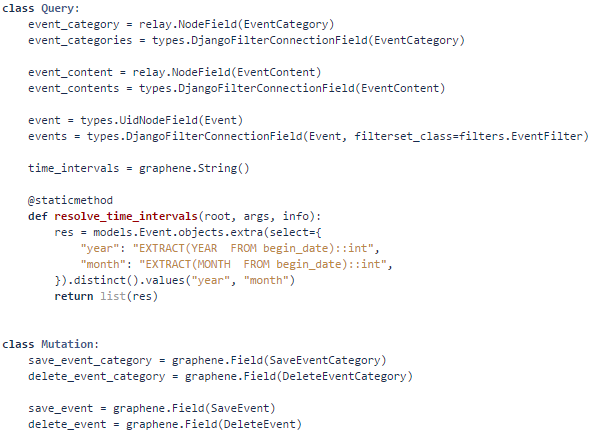 class Query:
    event_category = relay.NodeField(EventCategory)
    event_categories = types.DjangoFilterConnectionField(EventCategory)

    event_content = relay.NodeField(EventContent)
    event_contents = types.DjangoFilterConnectionField(EventContent)

    event = types.UidNodeField(Event)
    events = types.DjangoFilterConnectionField(Event, filterset_class=filters.EventFilter)

    time_intervals = graphene.String()

    @staticmethod
    def resolve_time_intervals(root, args, info):
        res = models.Event.objects.extra(select={
            "year": "EXTRACT(YEAR  FROM begin_date)::int",
            "month": "EXTRACT(MONTH  FROM begin_date)::int",
        }).distinct().values("year", "month")
        return list(res)


class Mutation:
    save_event_category = graphene.Field(SaveEventCategory)
    delete_event_category = graphene.Field(DeleteEventCategory)

    save_event = graphene.Field(SaveEvent)
    delete_event = graphene.Field(DeleteEvent)